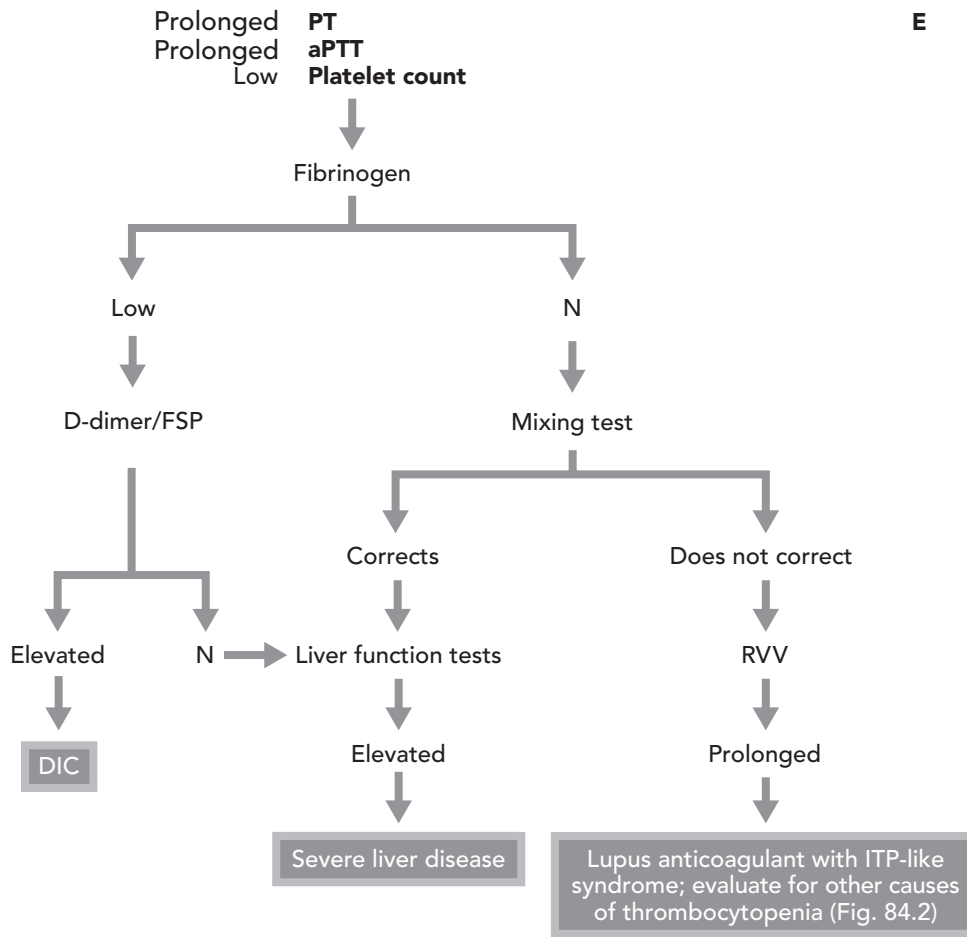 Prolonged PT
E
Prolonged aPTT
Low Platelet count
Fibrinogen
Low
N
D-dimer/FSP
Mixing test
Corrects
Does not correct
Elevated
N
Liver function tests
RVV
DIC
Elevated
Prolonged
Severe liver disease
Lupus anticoagulant with ITP-like
syndrome; evaluate for other causes
of thrombocytopenia (Fig. 84.2)